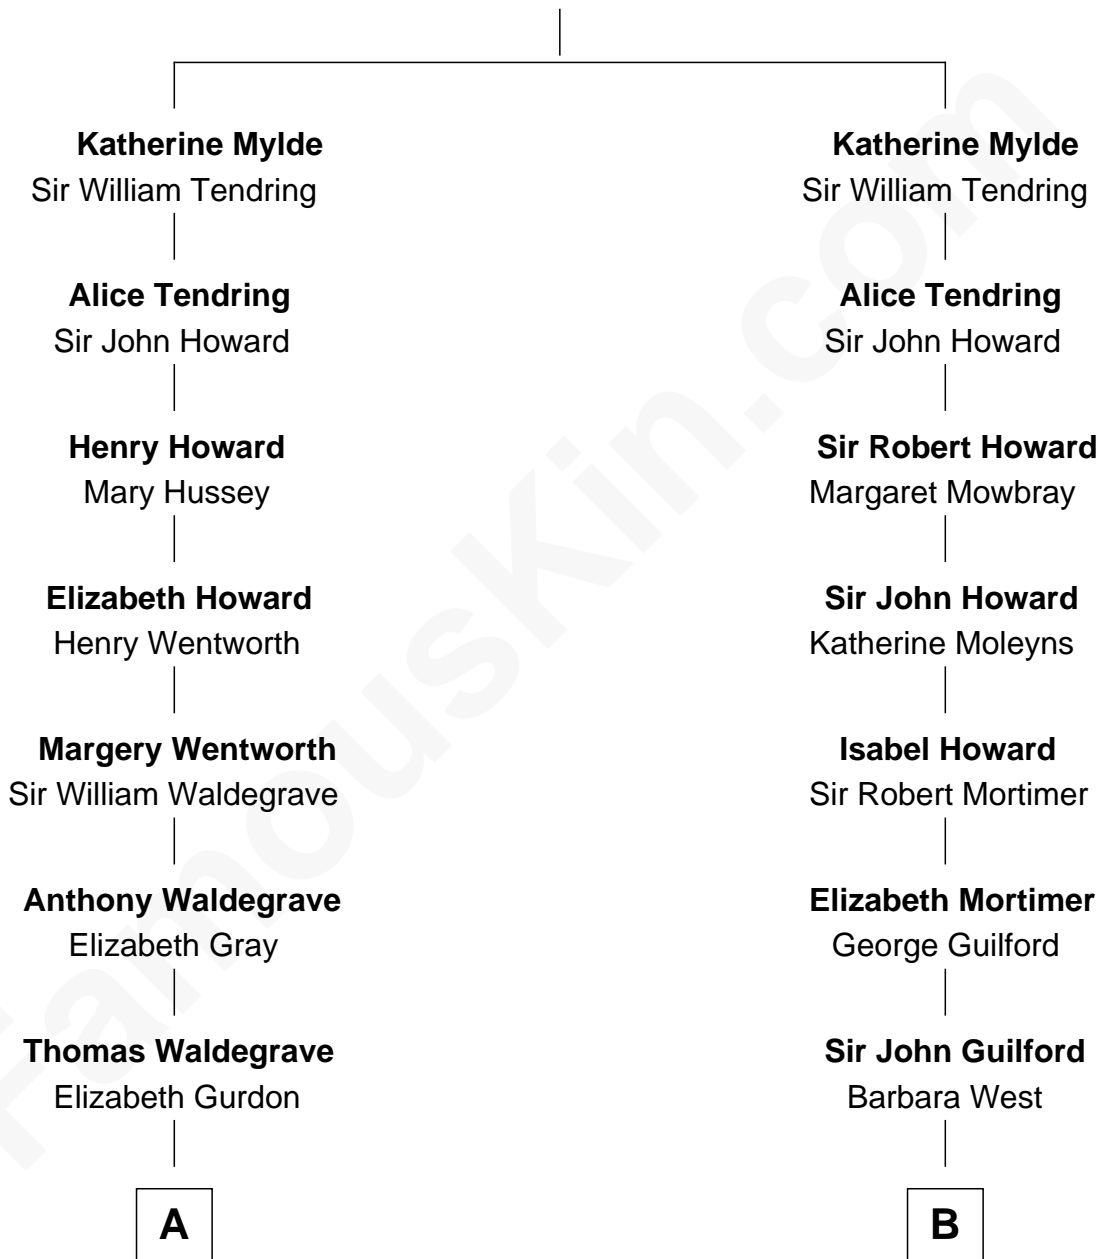 Katherine Mylde
Sir William Tendring
Alice Tendring
Sir John Howard
Henry Howard
Mary Hussey
Elizabeth Howard
Henry Wentworth
Margery Wentworth
Sir William Waldegrave
Anthony Waldegrave
Elizabeth Gray
Thomas Waldegrave
Elizabeth Gurdon
A
Katherine Mylde
Sir William Tendring
Alice Tendring
Sir John Howard
Sir Robert Howard
Margaret Mowbray
Sir John Howard
Katherine Moleyns
Isabel Howard
Sir Robert Mortimer
Elizabeth Mortimer
George Guilford
Sir John Guilford
Barbara West
B
FamousKin.com